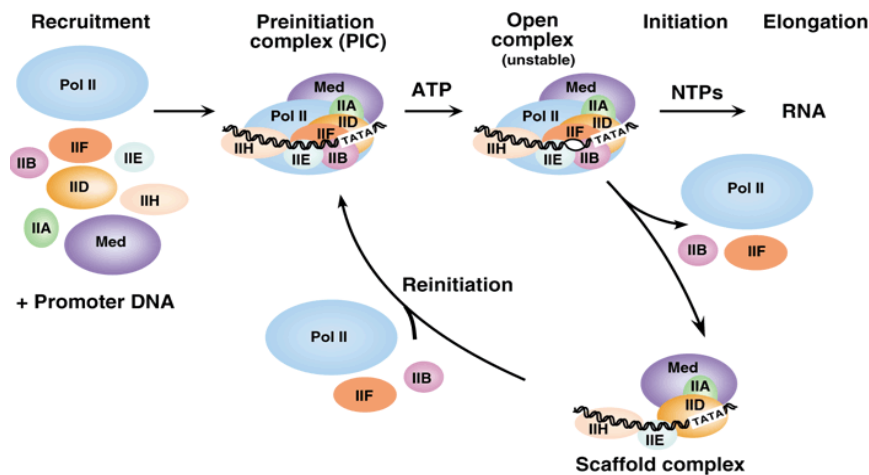 Recruitment
Pol II
IIB
IIF
IIE
IID
IIH
IIA
Med
+ Promoter DNA
Preinitiation
complex (PIC)
Med
IIA
Pol II
IID
IIF
TATA
IIH
IIE
IIB
ATP
Open
complex
(unstable)
Med
IIA
Pol II
IID
IIF
TATA
IIH
IIE
IIB
Initiation
NTPs
Elongation
RNA
Pol II
IIB
IIF
Reinitiation
Pol II
IIF
IIB
Med
IIA
IID
TATA
IIH
IIE
Scaffold complex